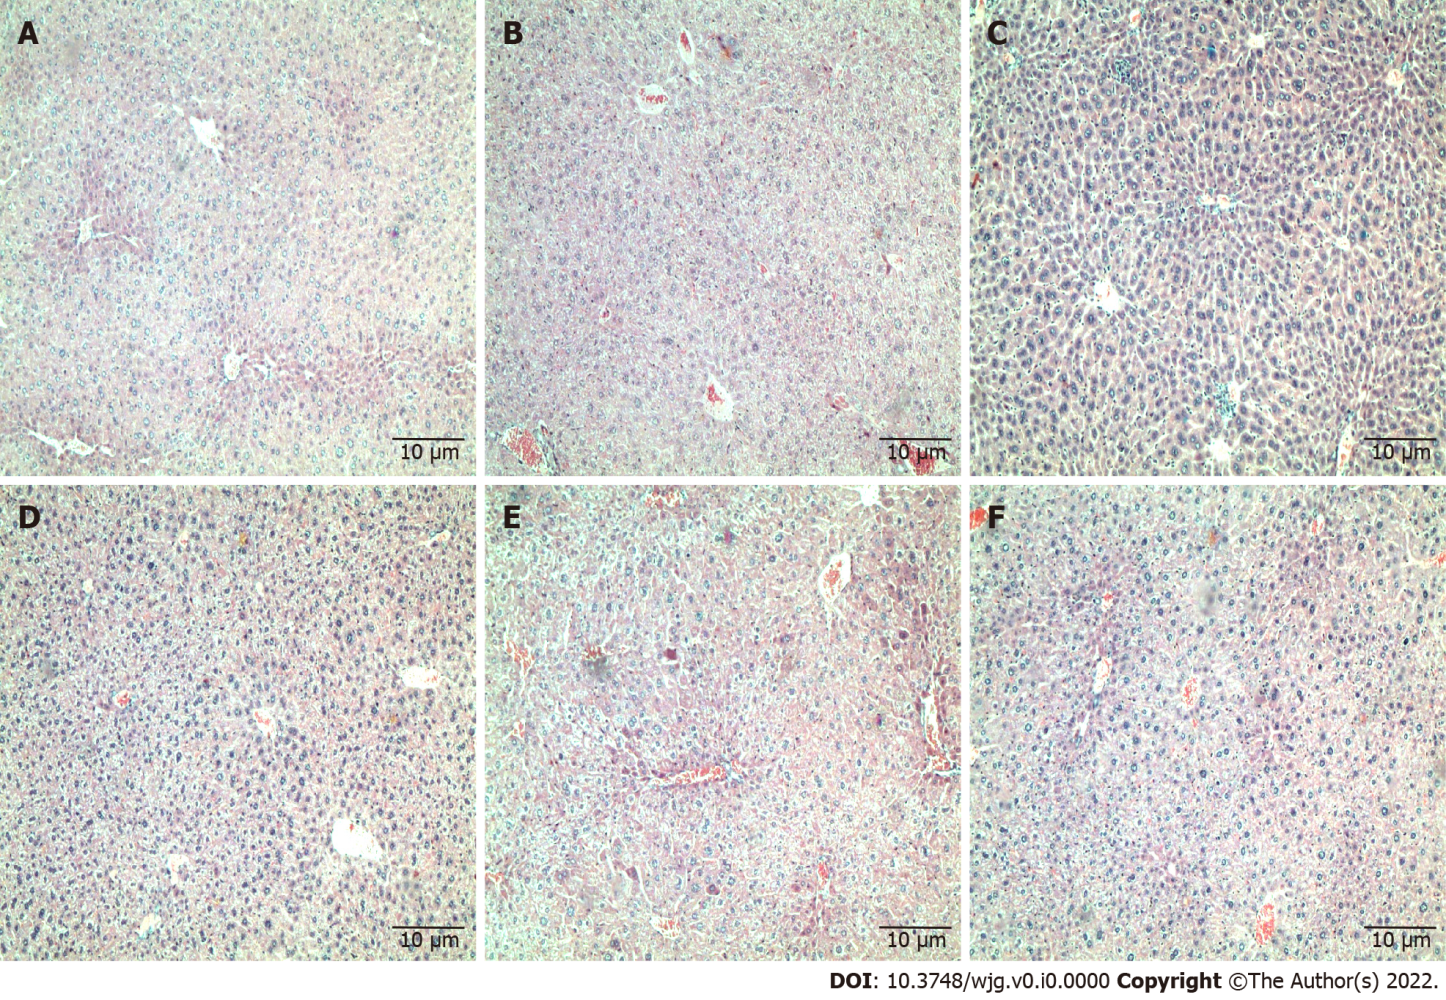 A
B
C
10 μm
10 μm
10 μm
D
E
F
10 μm
10 μm
10 μm
DOI: 10.3748/wjg.v0.i0.0000 Copyright ©The Author(s) 2022.